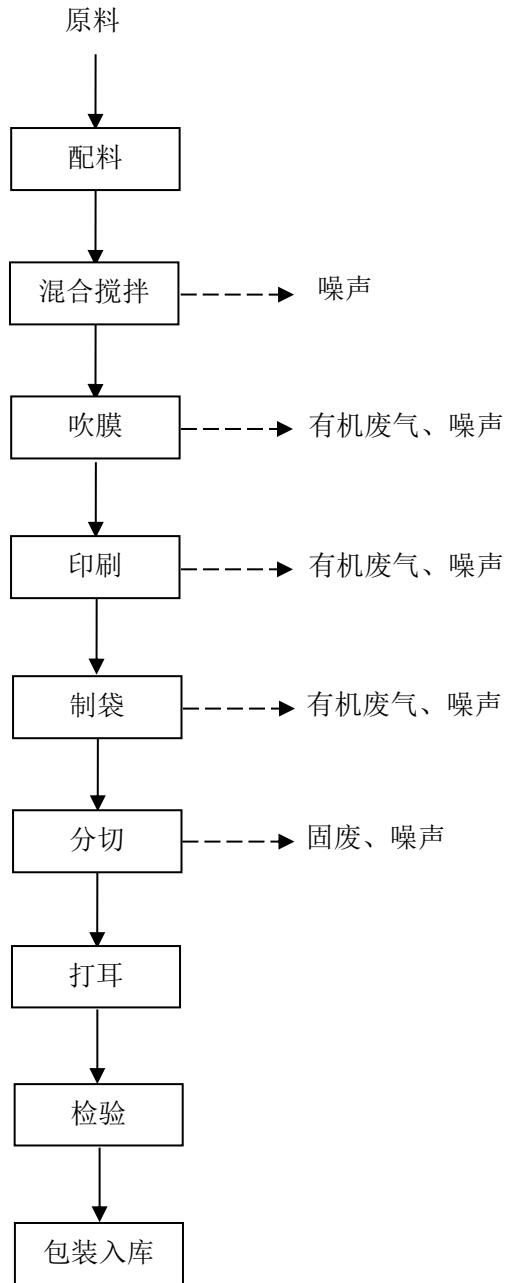 原料
配料
混合搅拌
噪声
吹膜
有机废气、噪声
印刷
有机废气、噪声
制袋
有机废气、噪声
分切
固废、噪声
打耳
检验
包装入库